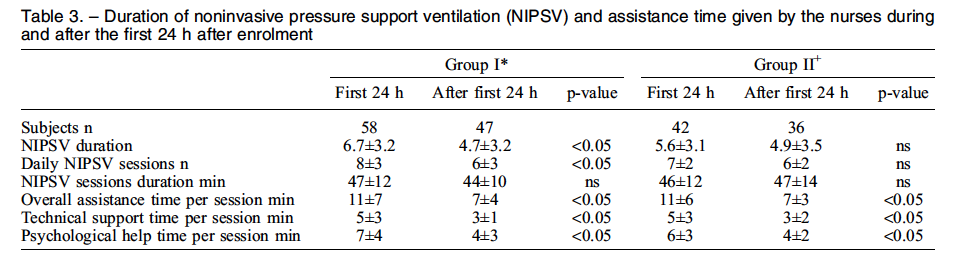 Table 3. – Duration of noninvasive pressure support ventilation (NIPSV) and assistance time given by the nurses during
and after the first 24 h after enrolment
Group I* Group II+
First 24 h After first 24 h p-value First 24 h After first 24 h p-value
Subjects n 58 47 42 36
NIPSV duration 6.7±3.2 4.7±3.2 <0.05 5.6±3.1 4.9±3.5 ns
Daily NIPSV sessions n 8±3 6±3 <0.05 7±2 6±2 ns
NIPSV sessions duration min 47±12 44±10 ns 46±12 47±14 ns
Overall assistance time per session min 11±7 7±4 <0.05 11±6 7±3 <0.05
Technical support time per session min 5±3 3±1 <0.05 5±3 3±2 <0.05
Psychological help time per session min 7±4 4±3 <0.05 6±3 4±2 <0.05